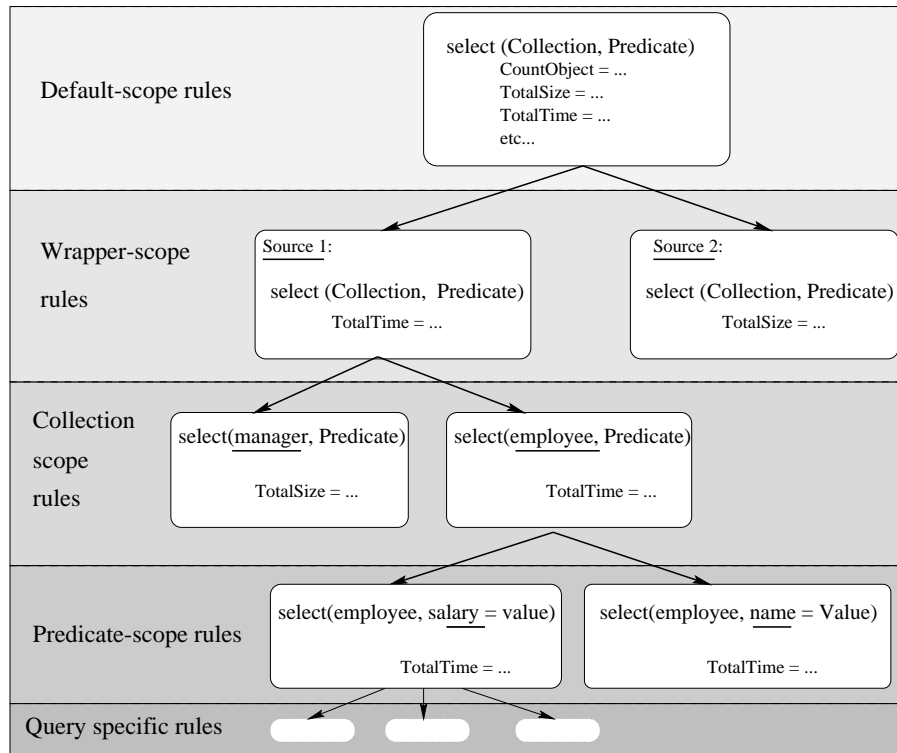 select (Collection, Predicate)
CountObject = ...
TotalSize = ...
TotalTime = ...
etc...
Default-scope rules
Wrapper-scope
rules
Source 1:
select (Collection, Predicate)
TotalTime = ...
Source 2:
select (Collection, Predicate)
TotalSize = ...
Collection
scope
rules
select(manager, Predicate)
TotalSize = ...
select(employee, Predicate)
TotalTime = ...
Predicate-scope rules
select(employee, salary = value)
TotalTime = ...
select(employee, name = Value)
TotalTime = ...
Query specific rules